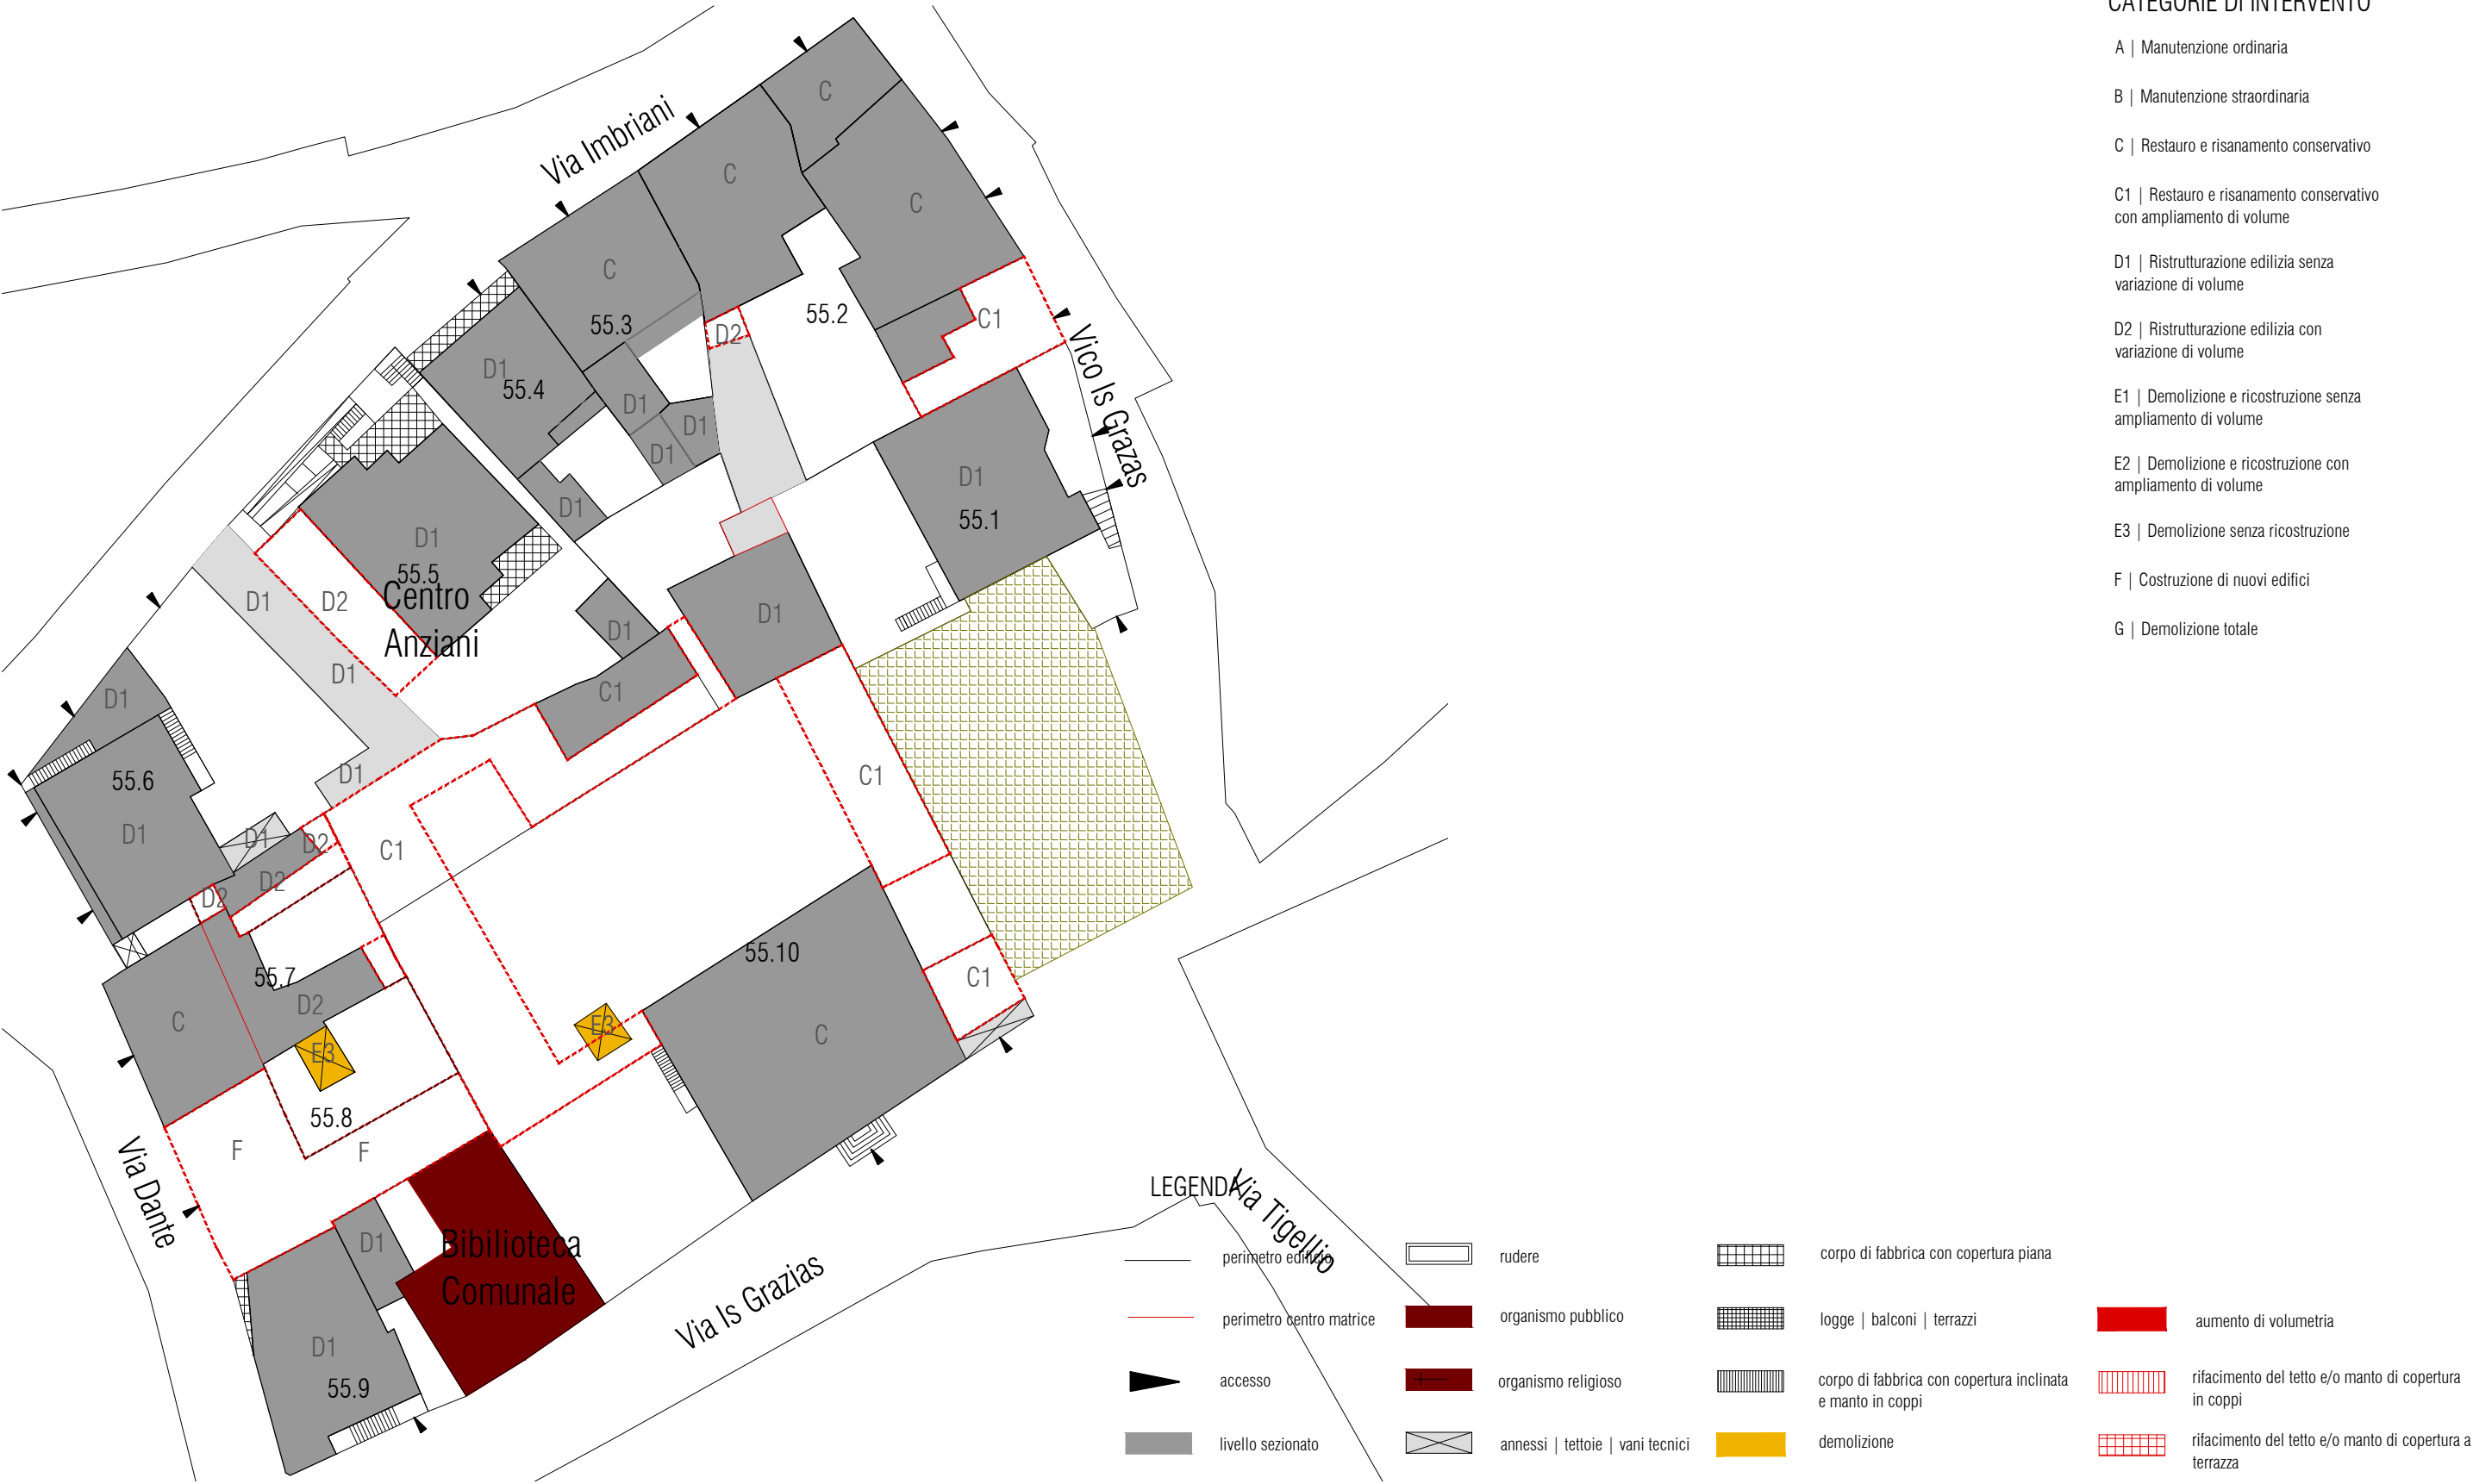 CATEGORIE DI INTERVENTO
A | Manutenzione ordinaria
B | Manutenzione straordinaria
C | Restauro e risanamento conservativo
C1 | Restauro e risanamento conservativo
con ampliamento di volume
D1 | Ristrutturazione edilizia senza
variazione di volume
D2 | Ristrutturazione edilizia con
variazione di volume
E1 | Demolizione e ricostruzione senza
ampliamento di volume
E2 | Demolizione e ricostruzione con
ampliamento di volume
E3 | Demolizione senza ricostruzione
F | Costruzione di nuovi edifici
G | Demolizione totale
Via Imbriani
C
C
C
C
55.3
55.2
C1
D2
Vico Is Grazas
D1
55.4
D1
D1
D1
D1
D1
55.1
D1
55.5
Centro
Anziani
D1
D2
D1
D1
D1
D1
C1
D1
55.6
D1
D1
C1
D1
D2
C1
D2
D2
55.10
55.7
C1
D2
C
E3
C
E3
55.8
F
F
Via Dante
D1
Bibilioteca
Comunale
D1
55.9
Via Is Grazias
Via Tigellio
LEGENDA
perimetro edificio
perimetro centro matrice
accesso
livello sezionato
rudere
organismo pubblico
organismo religioso
annessi | tettoie | vani tecnici
corpo di fabbrica con copertura piana
logge | balconi | terrazzi
corpo di fabbrica con copertura inclinata
e manto in coppi
demolizione
aumento di volumetria
rifacimento del tetto e/o manto di copertura
in coppi
rifacimento del tetto e/o manto di copertura a
terrazza